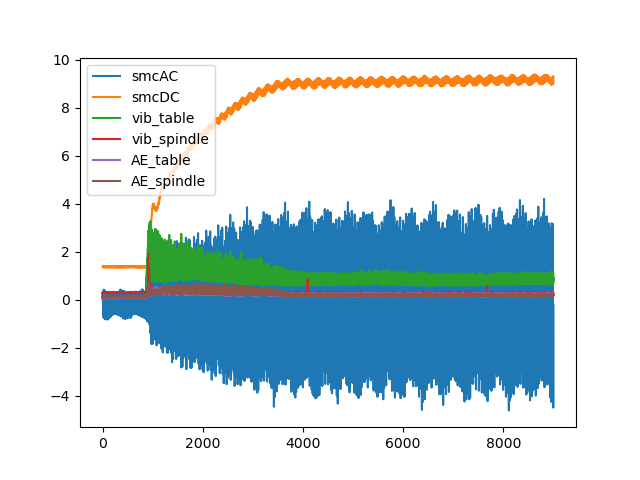 10
8
6
4
2
0
−2
−4
0
2000
4000
6000
8000
smcAC
smcDC
vib_table
vib_spindle
AE_table
AE_spindle